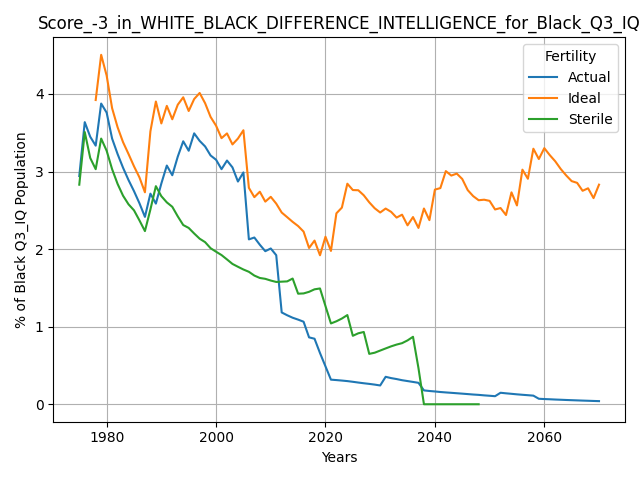 Score_-3_in_WHITE_BLACK_DIFFERENCE_INTELLIGENCE_for_Black_Q3_IQ
Fertility
Actual
Ideal
Sterile
% of Black Q3_IQ Population
4
3
2
1
0
1980 2000 2020 2040 2060
Years